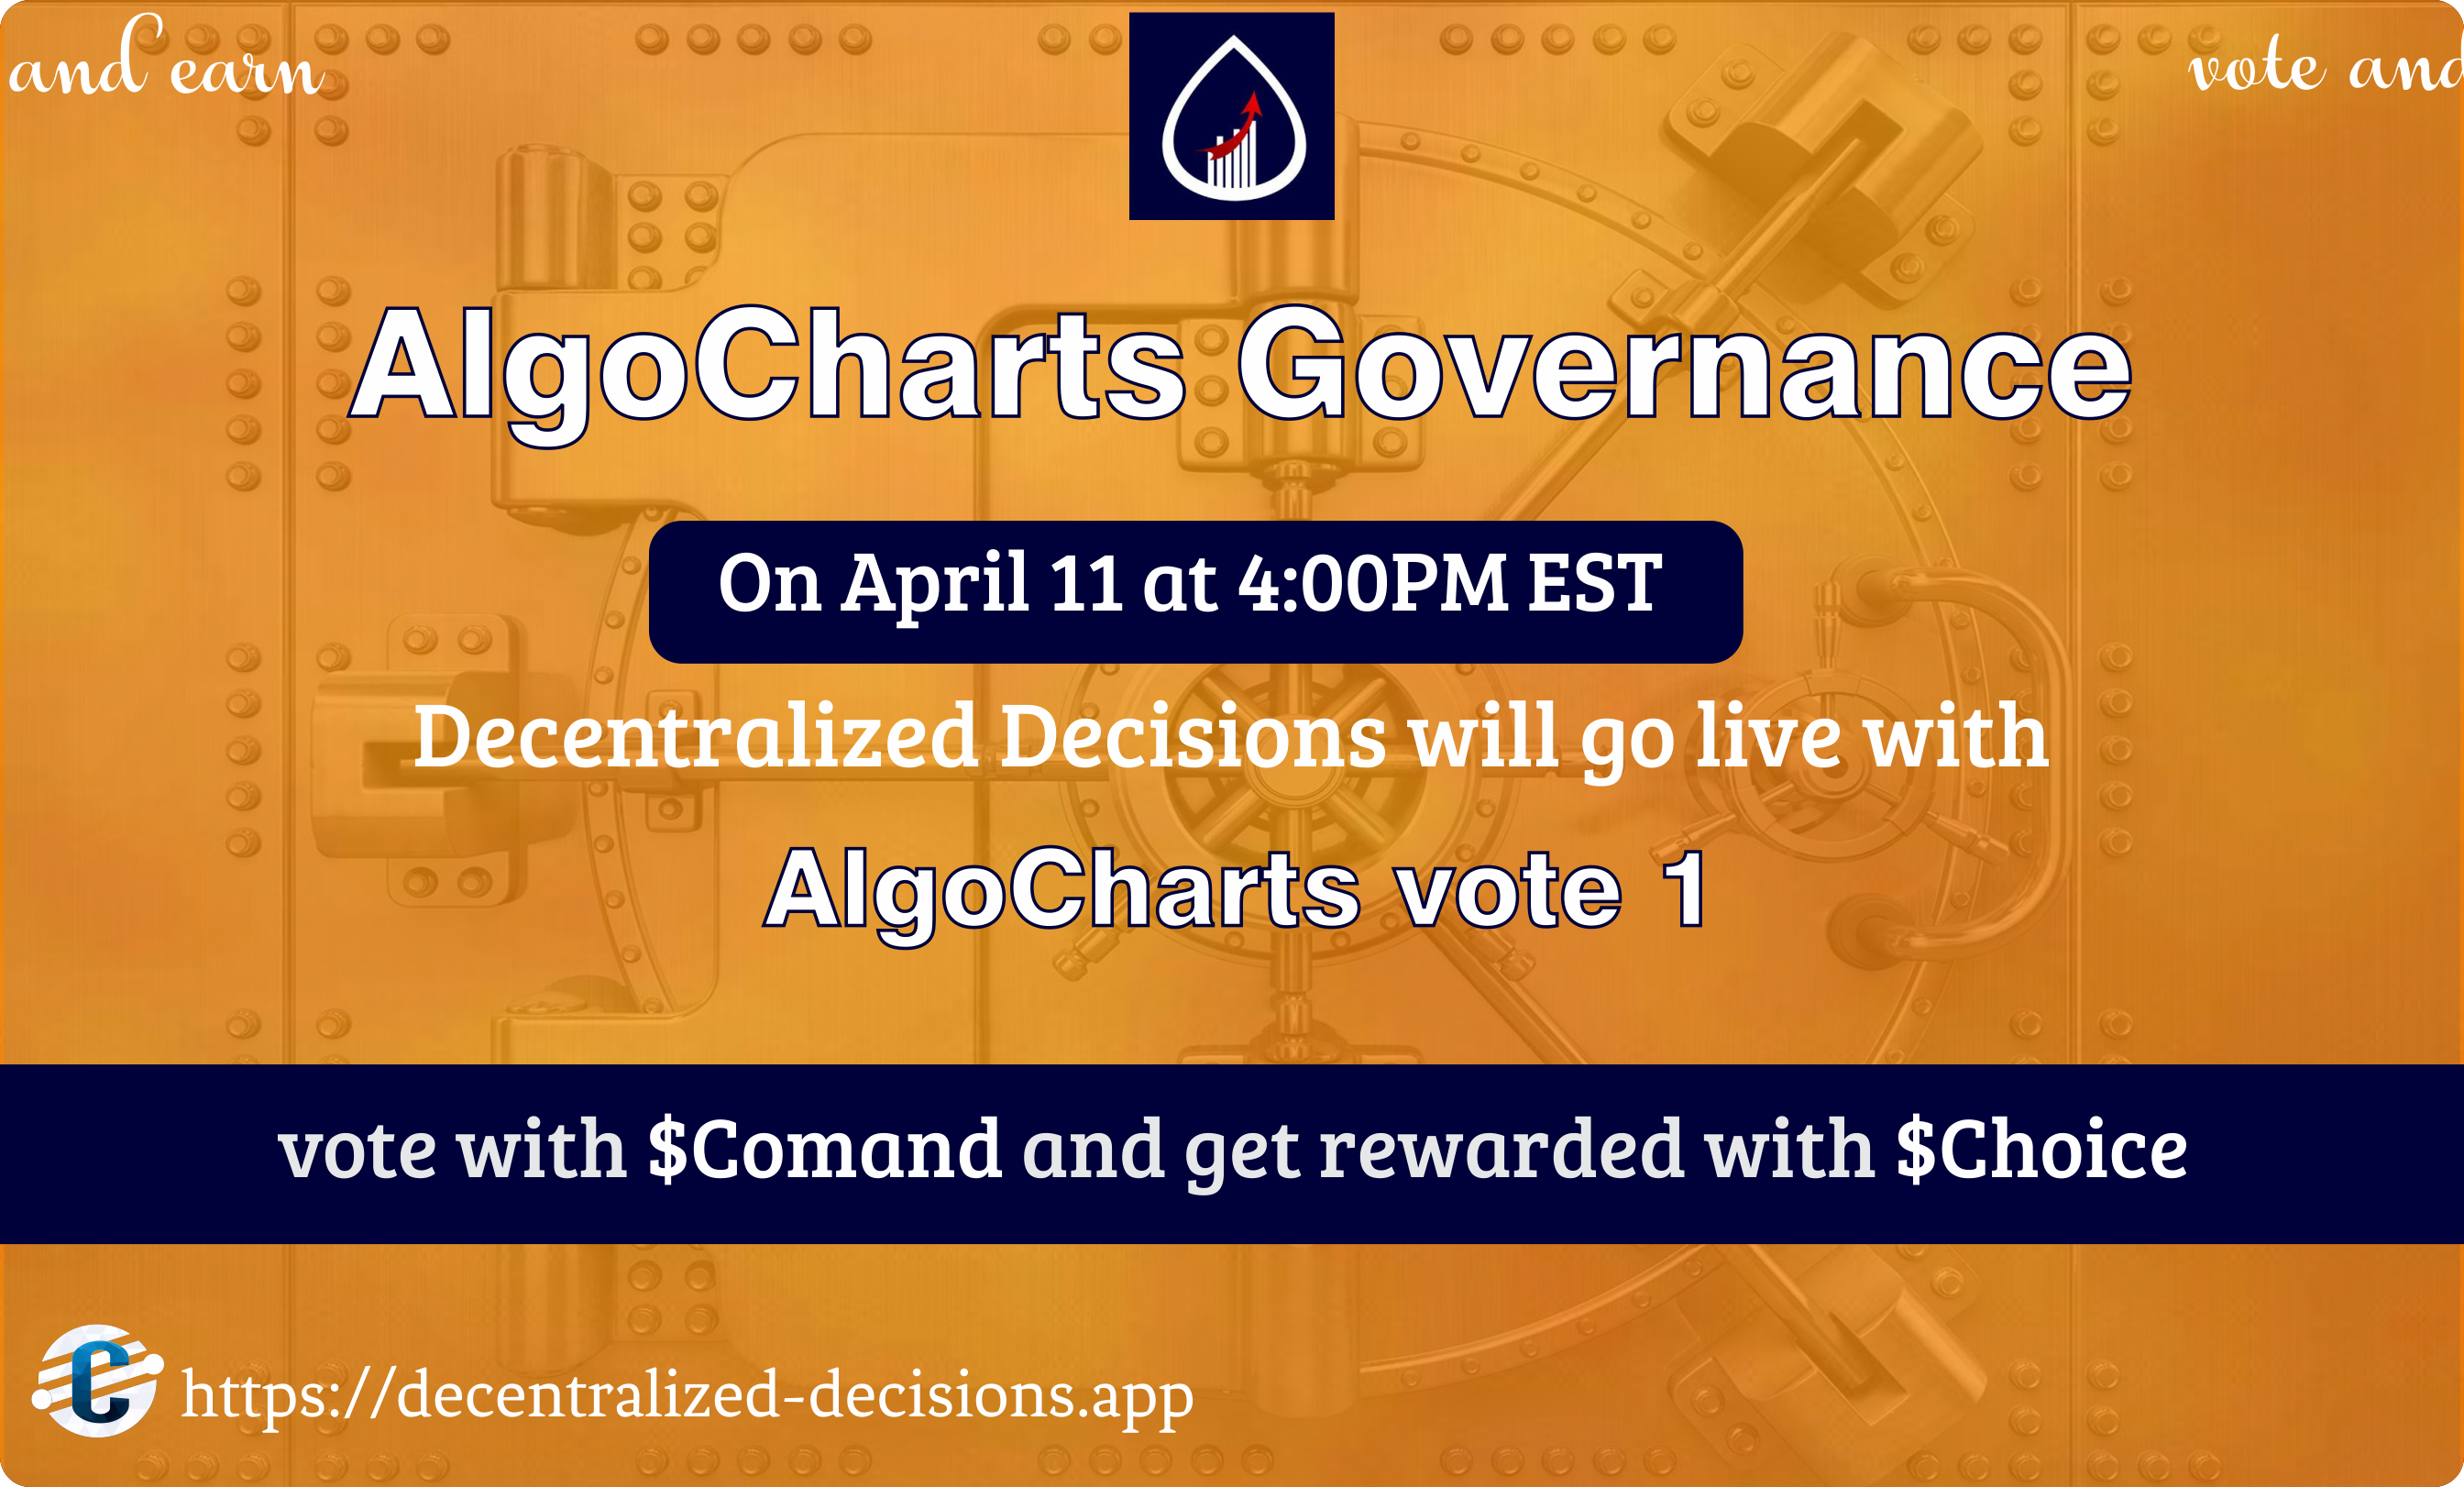 and earn
vote and
AlgoCharts Governance
On April 11 at 4:00PM EST
Decentralized Decisions will go live with
AlgoCharts vote 1
vote with $Comand and get rewarded with $Choice
C
https://decentralized-decisions.app